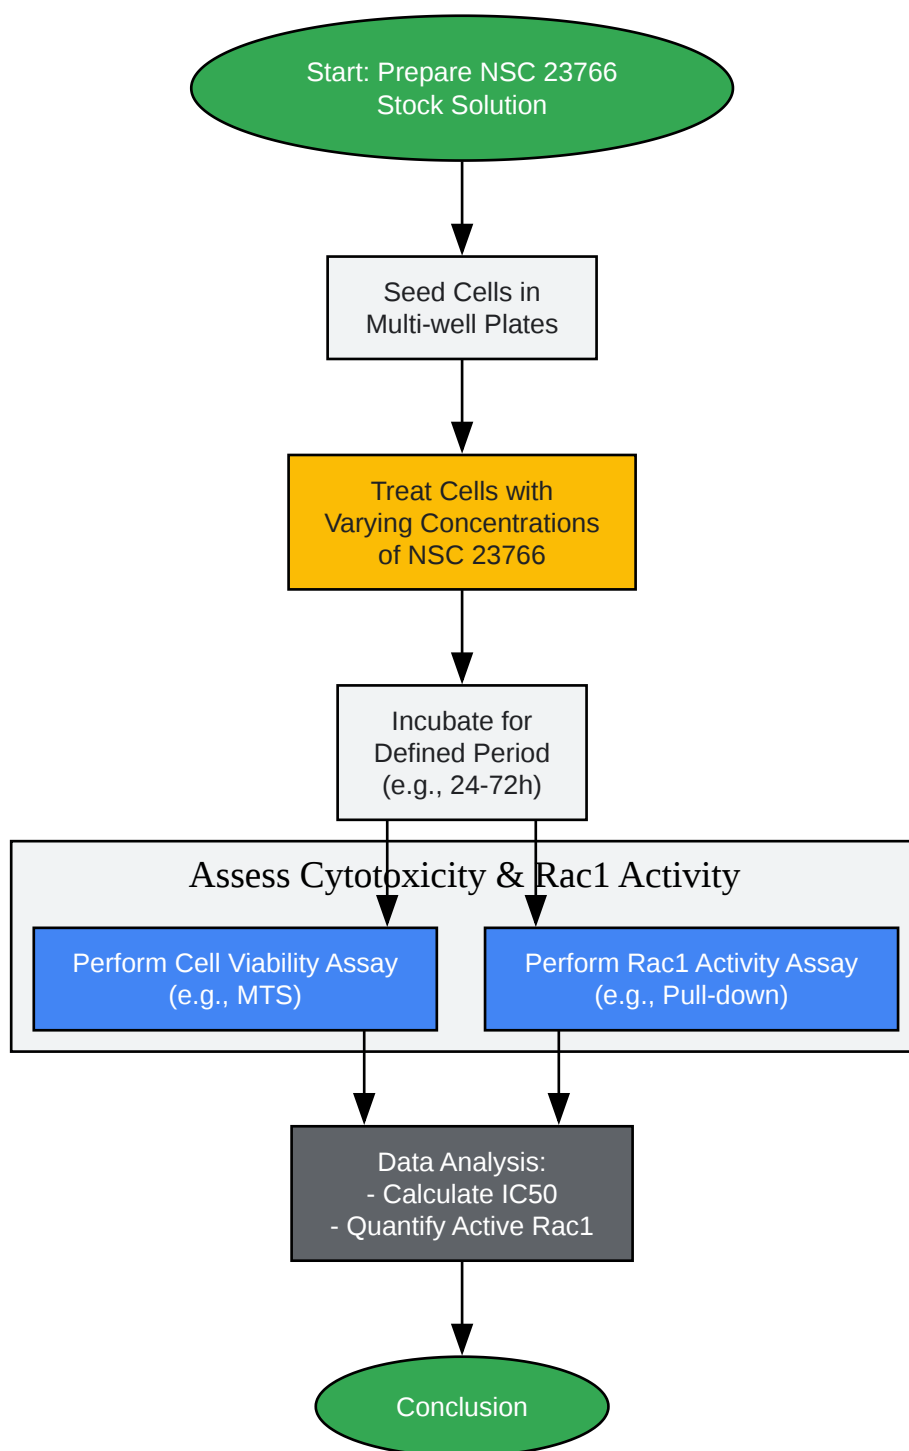 Start: Prepare NSC 23766
Stock Solution
Seed Cells in
Multi-well Plates
Treat Cells with
Varying Concentrations
of NSC 23766
Incubate for
Defined Period
(e.g., 24-72h)
Assess Cytotoxicity & Rac1 Activity
Perform Cell Viability Assay
(e.g., MTS)
Perform Rac1 Activity Assay
(e.g., Pull-down)
Data Analysis:
- Calculate IC50
- Quantify Active Rac1
Conclusion